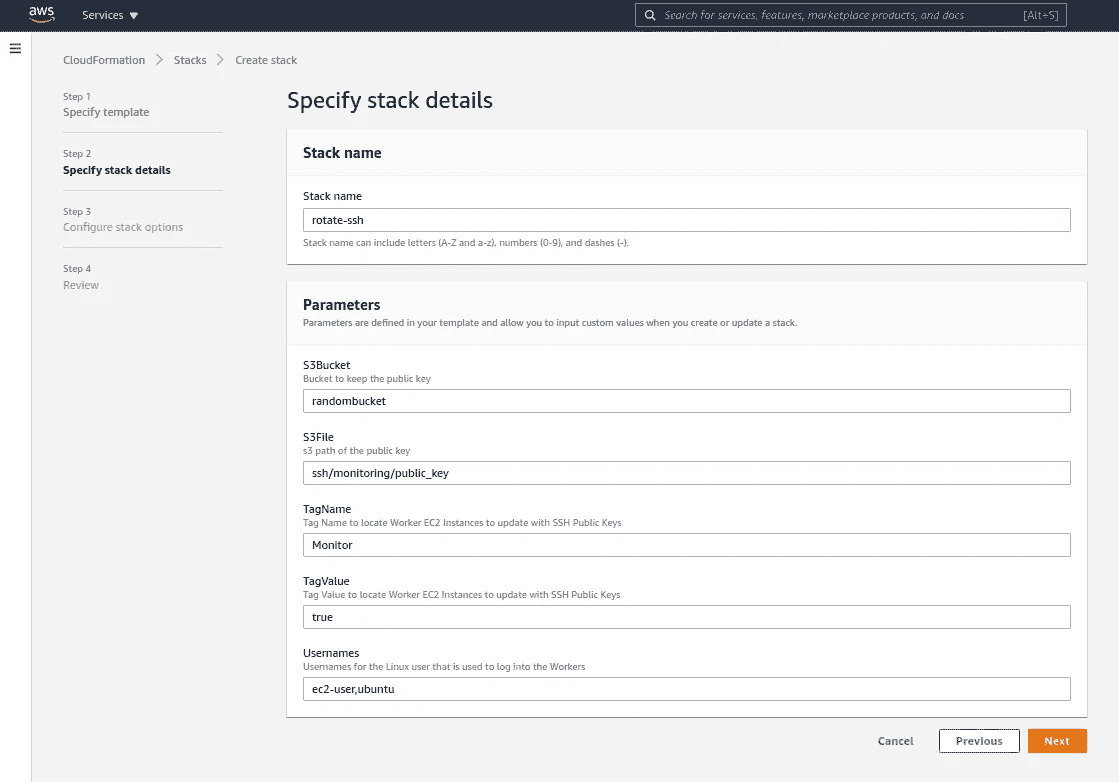 aws
Services ▼
Search for services, features, marketplace products, and docs [Alt+S]
CloudFormation > Stacks > Create stack
Step 1
Specify template
Step 2
Specify stack details
Step 3
Configure stack options
Step 4
Review
Specify stack details
Stack name
Stack name
rotate-ssh
Stack name can include letters (A-Z and a-z), numbers (0-9), and dashes (-).
Parameters
Parameters are defined in your template and allow you to input custom values when you create or update a stack.
S3Bucket
Bucket to keep the public key
randombucket
S3File
s3 path of the public key
ssh/monitoring/public_key
TagName
Tag Name to locate Worker EC2 Instances to update with SSH Public Keys
Monitor
TagValue
Tag Value to locate Worker EC2 Instances to update with SSH Public Keys
true
Usernames
Usernames for the Linux user that is used to log into the Workers
ec2-user,ubuntu
Cancel Previous Next